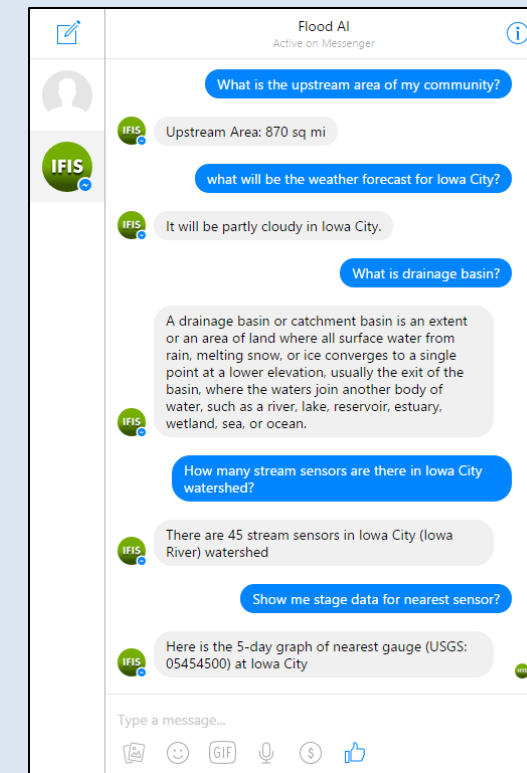 Flood AI
Active on Messenger
What is the upstream area of my community?
IFIS
Upstream Area: 870 sq mi
IFIS
what will be the weather forecast for Iowa City?
IFIS
It will be partly cloudy in Iowa City.
What is drainage basin?
A drainage basin or catchment basin is an extent
or an area of land where all surface water from
rain, melting snow, or ice converges to a single
point at a lower elevation, usually the exit of the
basin, where the waters join another body of
water, such as a river, lake, reservoir, estuary,
IFIS
wetland, sea, or ocean.
How many stream sensors are there in Iowa City
watershed?
There are 45 stream sensors in Iowa City (Iowa
IFIS
River) watershed
Show me stage data for nearest sensor?
Here is the 5-day graph of nearest gauge (USGS:
IFIS
05454500) at Iowa City
Type a message...
GIF
$